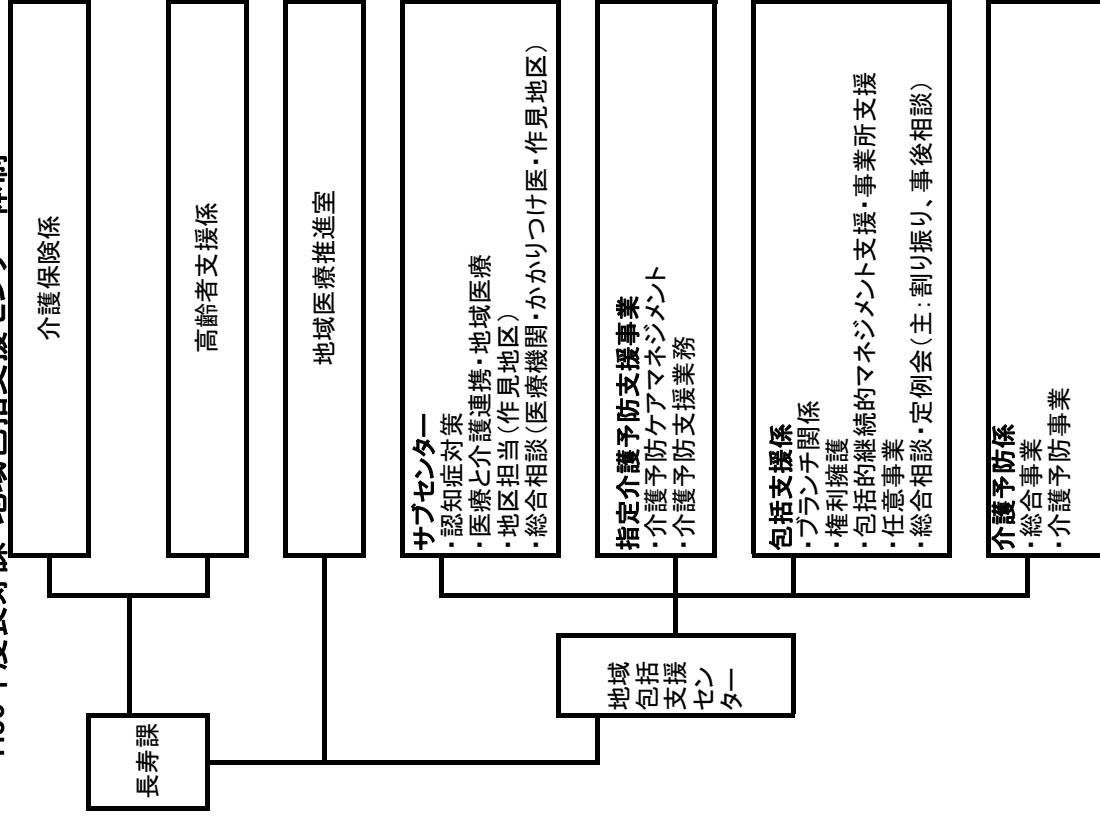 長寿課
介護保険係
高齢者支援係
地域医療推進室
地域
包括
支援
セン
ター
サブセンター
・認知症対策
・医療と介護連携・地域医療
・地区担当（作見地区）
・総合相談（医療機関・かかりつけ医・作見地区）
指定介護予防支援事業
・介護予防ケアマネジメント
・介護予防支援業務
包括支援係
・ブランチ関係
・権利擁護
・包括的継続的マネジメント支援・事業所支援
・任意事業
・総合相談・定例会（主：割り振り、事後相談）
介護予防係
・総合事業
・介護予防事業